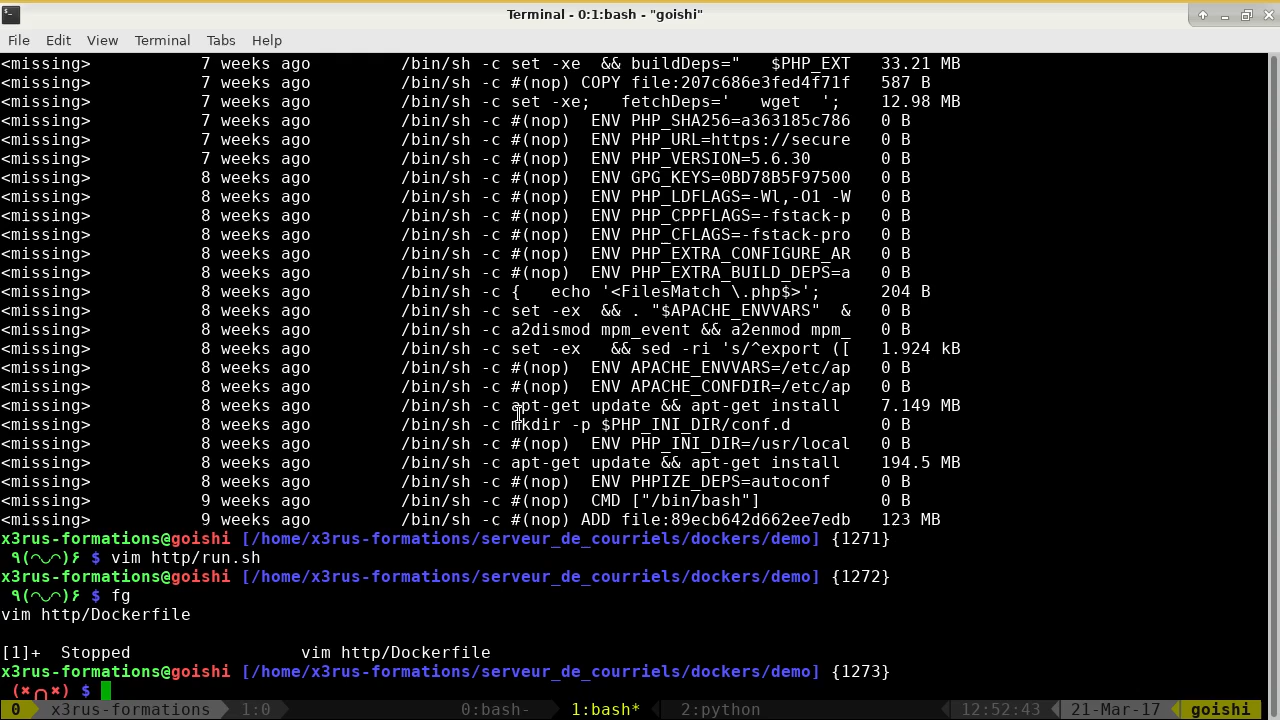 Terminal - 0:1:bash - "goishi"
File Edit View Terminal Tabs Help
<missing> 7 weeks ago /bin/sh -c set -xe && buildDeps=" $PHP_EXT 33.21 MB
<missing> 7 weeks ago /bin/sh -c #(nop) COPY file:207c686e3fed4f71f 587 B
<missing> 7 weeks ago /bin/sh -c set -xe; fetchDeps=' wget '; 12.98 MB
<missing> 7 weeks ago /bin/sh -c #(nop) ENV PHP_SHA256=a363185c786 0 B
<missing> 7 weeks ago /bin/sh -c #(nop) ENV PHP_URL=https://secure 0 B
<missing> 7 weeks ago /bin/sh -c #(nop) ENV PHP_VERSION=5.6.30 0 B
<missing> 8 weeks ago /bin/sh -c #(nop) ENV GPG_KEYS=0BD78B5F97500 0 B
<missing> 8 weeks ago /bin/sh -c #(nop) ENV PHP_LDFLAGS=-Wl,-O1 -W 0 B
<missing> 8 weeks ago /bin/sh -c #(nop) ENV PHP_CPPFLAGS=-fstack-p 0 B
<missing> 8 weeks ago /bin/sh -c #(nop) ENV PHP_CFLAGS=-fstack-pro 0 B
<missing> 8 weeks ago /bin/sh -c #(nop) ENV PHP_EXTRA_CONFIGURE_AR 0 B
<missing> 8 weeks ago /bin/sh -c #(nop) ENV PHP_EXTRA_BUILD_DEPS=a 0 B
<missing> 8 weeks ago /bin/sh -c { echo '<FilesMatch \.php$>'; 204 B
<missing> 8 weeks ago /bin/sh -c set -ex && . "$APACHE_ENVVARS" & 0 B
<missing> 8 weeks ago /bin/sh -c a2dismod mpm_event && a2enmod mpm_ 0 B
<missing> 8 weeks ago /bin/sh -c set -ex && sed -ri 's/^export ([ 1.924 kB
<missing> 8 weeks ago /bin/sh -c #(nop) ENV APACHE_ENVVARS=/etc/ap 0 B
<missing> 8 weeks ago /bin/sh -c #(nop) ENV APACHE_CONFDIR=/etc/ap 0 B
<missing> 8 weeks ago /bin/sh -c apt-get update && apt-get install 7.149 MB
<missing> 8 weeks ago /bin/sh -c mkdir -p $PHP_INI_DIR/conf.d 0 B
<missing> 8 weeks ago /bin/sh -c #(nop) ENV PHP_INI_DIR=/usr/local 0 B
<missing> 8 weeks ago /bin/sh -c apt-get update && apt-get install 194.5 MB
<missing> 8 weeks ago /bin/sh -c #(nop) ENV PHPIZE_DEPS=autoconf 0 B
<missing> 9 weeks ago /bin/sh -c #(nop) CMD ["/bin/bash"] 0 B
<missing> 9 weeks ago /bin/sh -c #(nop) ADD file:89ecb642d662ee7edb 123 MB
x3rus-formations@goishi [/home/x3rus-formations/serveur_de_courriels/dockers/demo] {1271}
٩(◠◡◠)۶ $ vim http/run.sh
x3rus-formations@goishi [/home/x3rus-formations/serveur_de_courriels/dockers/demo] {1272}
٩(◠◡◠)۶ $ fg
vim http/Dockerfile
[1]+ Stopped vim http/Dockerfile
x3rus-formations@goishi [/home/x3rus-formations/serveur_de_courriels/dockers/demo] {1273}
(✖╭╮✖) $
0 x3rus-formations 1:0 0:bash- 1:bash* 2:python 12:52:43 21-Mar-17 goishi